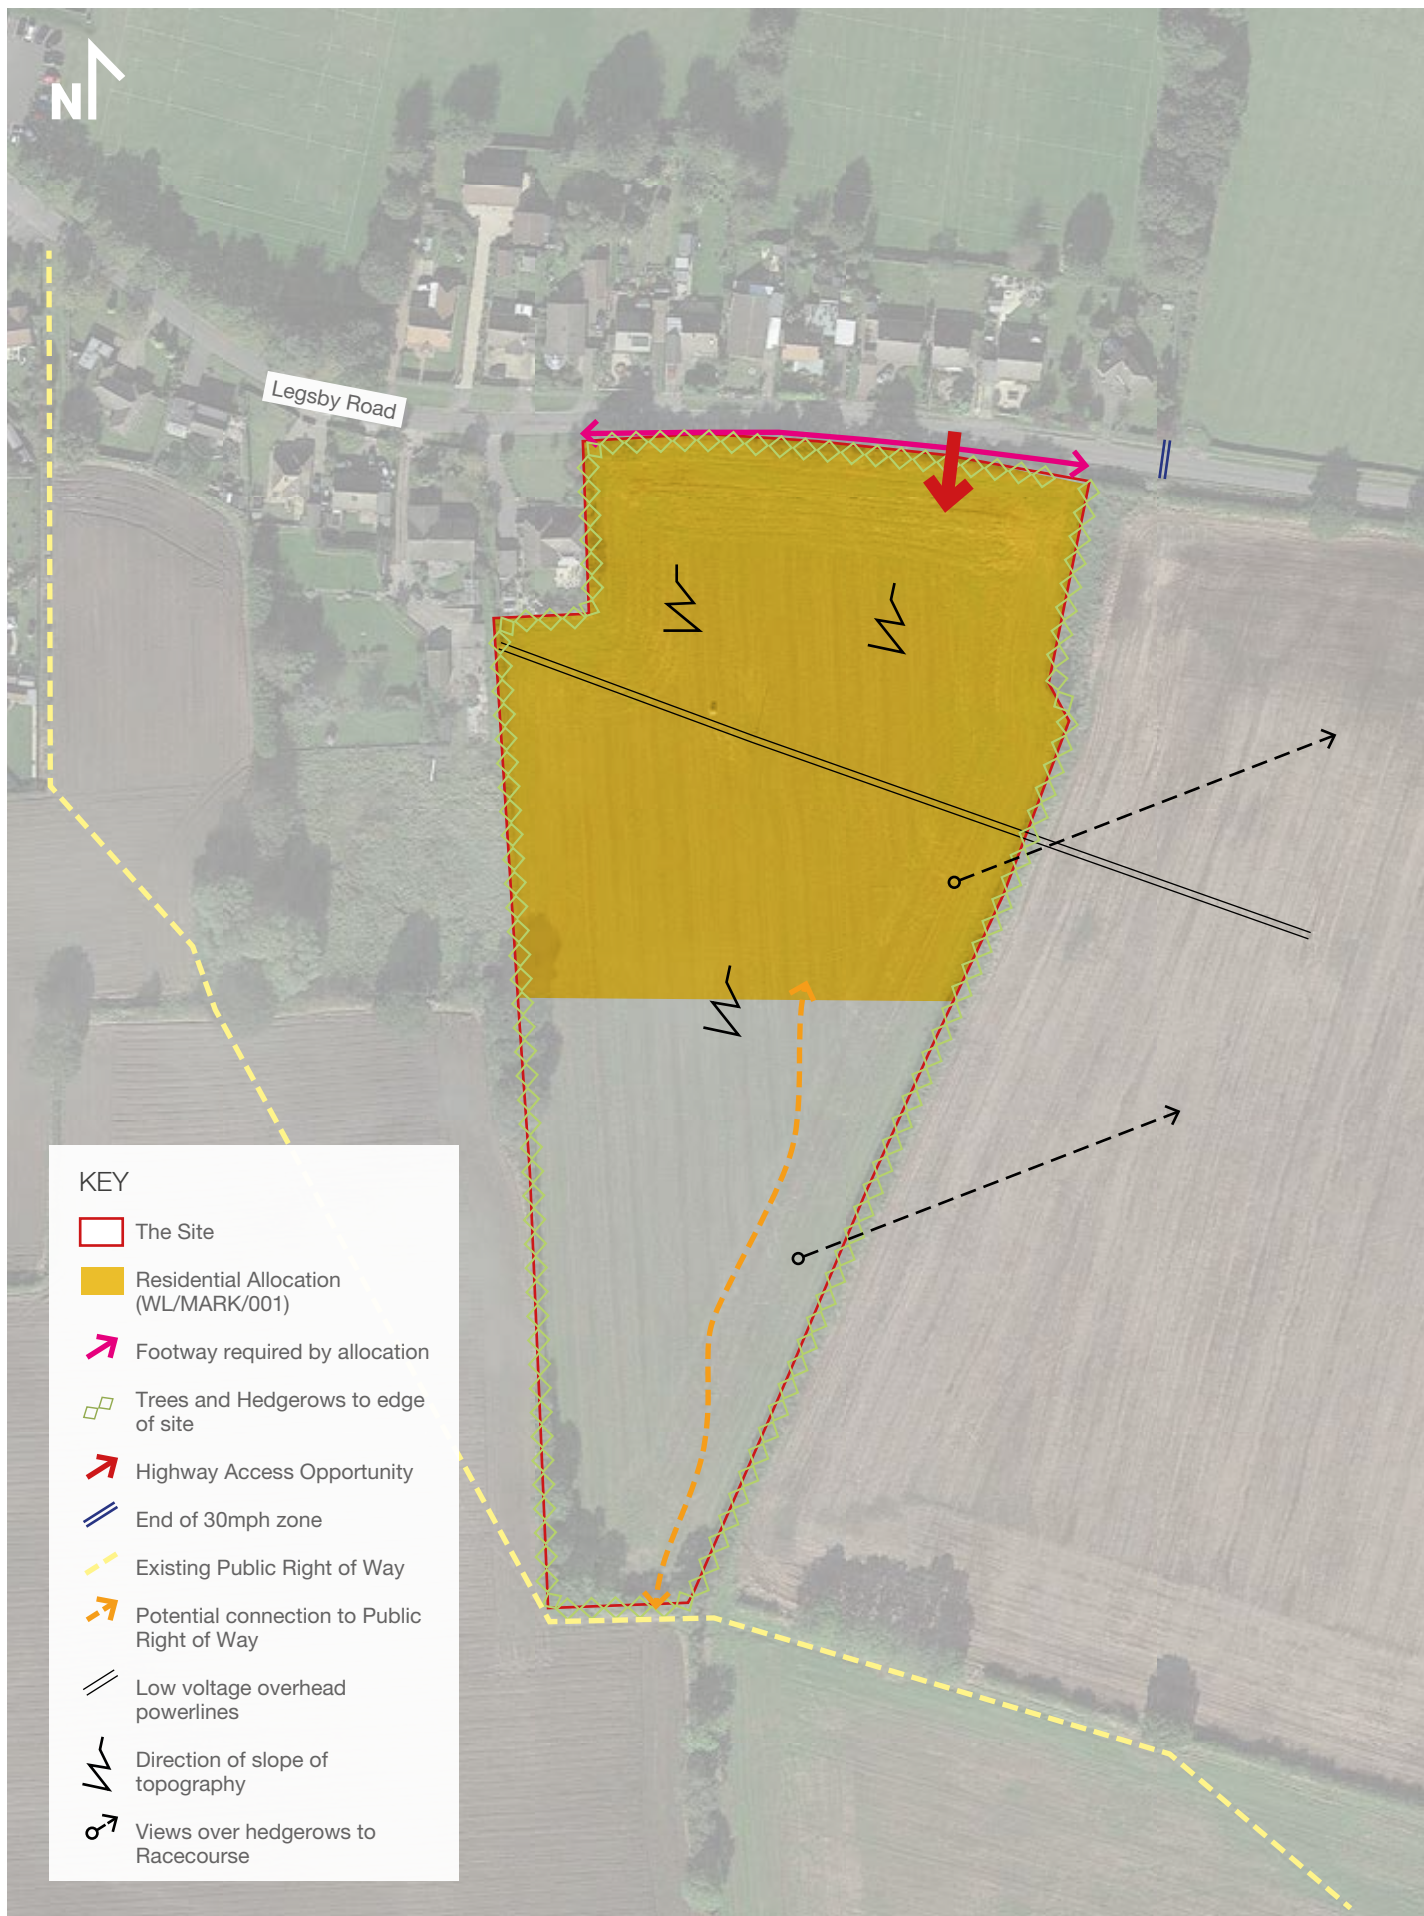 N
Legsby Road
KEY
The Site
Residential Allocation
(WL/MARK/001)
Footway required by allocation
Trees and Hedgerows to edge
of site
Highway Access Opportunity
End of 30mph zone
Existing Public Right of Way
Potential connection to Public
Right of Way
Low voltage overhead
powerlines
Direction of slope of
topography
Views over hedgerows to
Racecourse